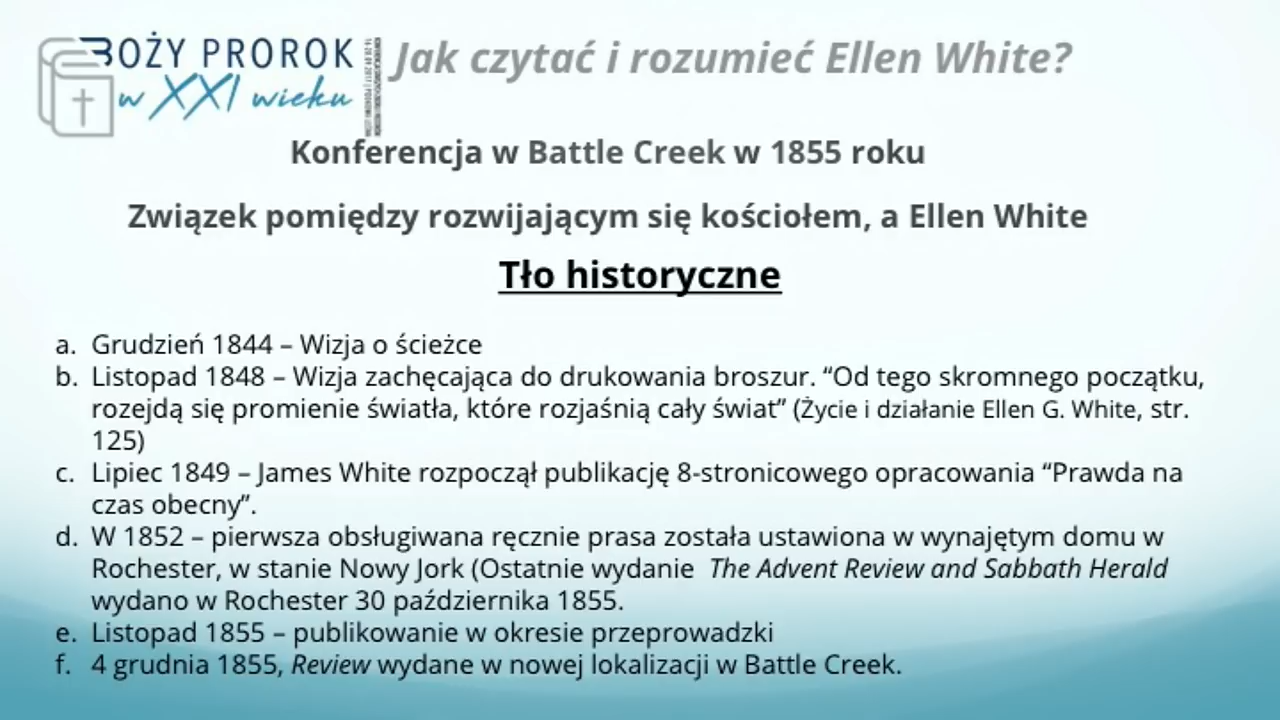 BOŻY PROROK
w XXI wieku
Jak czytać i rozumieć Ellen White?
Konferencja w Battle Creek w 1855 roku
Związek pomiędzy rozwijającym się kościołem, a Ellen White
Tło historyczne
a. Grudzień 1844 – Wizja o ścieżce
b. Listopad 1848 – Wizja zachęcająca do drukowania broszur. “Od tego skromnego początku,
rozejdą się promienie światła, które rozjaśnią cały świat” (Życie i działanie Ellen G. White, str.
125)
c. Lipiec 1849 – James White rozpoczął publikację 8-stronicowego opracowania “Prawda na
czas obecny”.
d. W 1852 – pierwsza obsługiwana ręcznie prasa została ustawiona w wynajętym domu w
Rochester, w stanie Nowy Jork (Ostatnie wydanie The Advent Review and Sabbath Herald
wydano w Rochester 30 października 1855.
e. Listopad 1855 – publikowanie w okresie przeprowadzki
f. 4 grudnia 1855, Review wydane w nowej lokalizacji w Battle Creek.